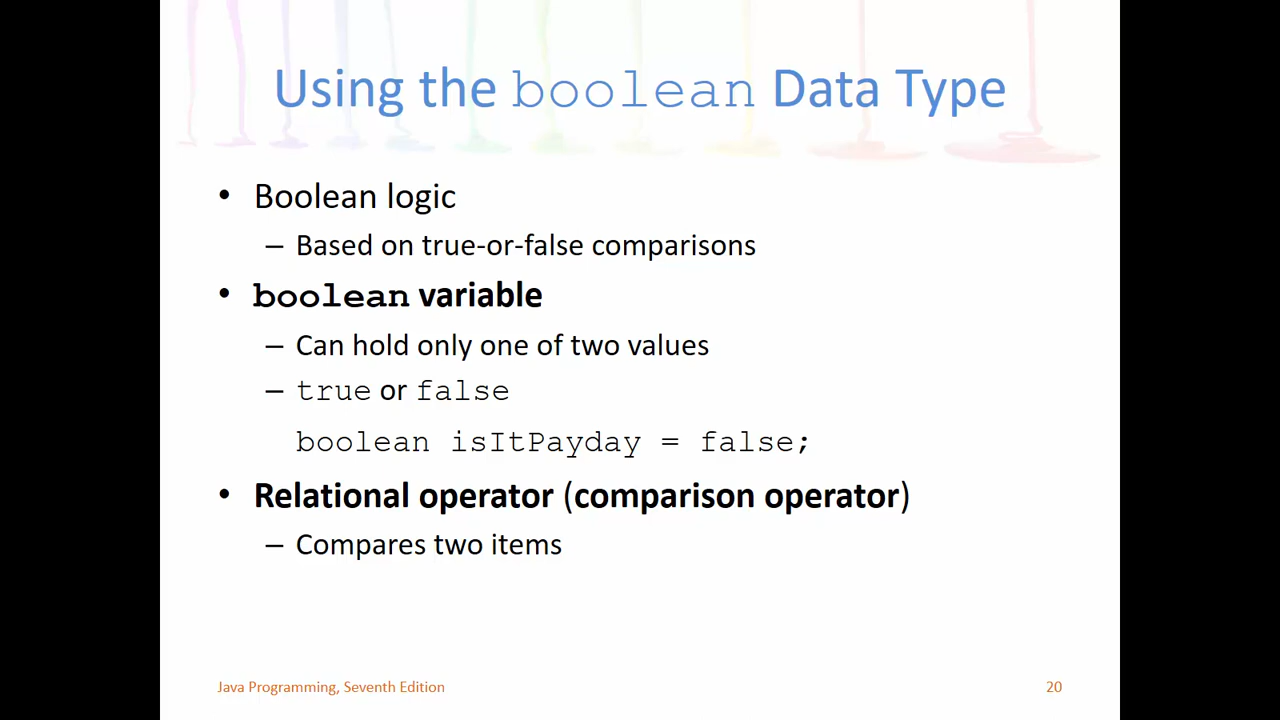 Using the boolean Data Type
• Boolean logic
– Based on true-or-false comparisons
• boolean variable
– Can hold only one of two values
– true or false
boolean isItPayday = false;
• Relational operator (comparison operator)
– Compares two items
Java Programming, Seventh Edition
20